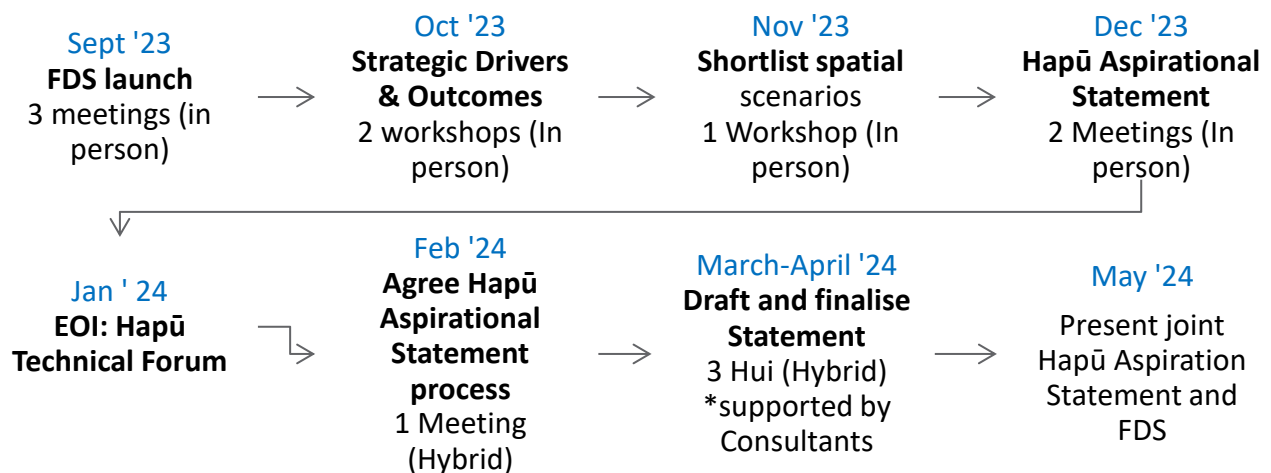 Sept '23
FDS launch
3 meetings (in
person)
Oct '23
Strategic Drivers
& Outcomes
2 workshops (In
person)
Nov '23
Shortlist spatial
scenarios
1 Workshop (In
person)
Dec '23
Hapū Aspirational
Statement
2 Meetings (In
person)
Jan ' 24
EOI: Hapū
Technical Forum
Feb '24
Agree Hapū
Aspirational
Statement
process
1 Meeting
(Hybrid)
March-April '24
Draft and finalise
Statement
3 Hui (Hybrid)
*supported by
Consultants
May '24
Present joint
Hapū Aspiration
Statement and
FDS